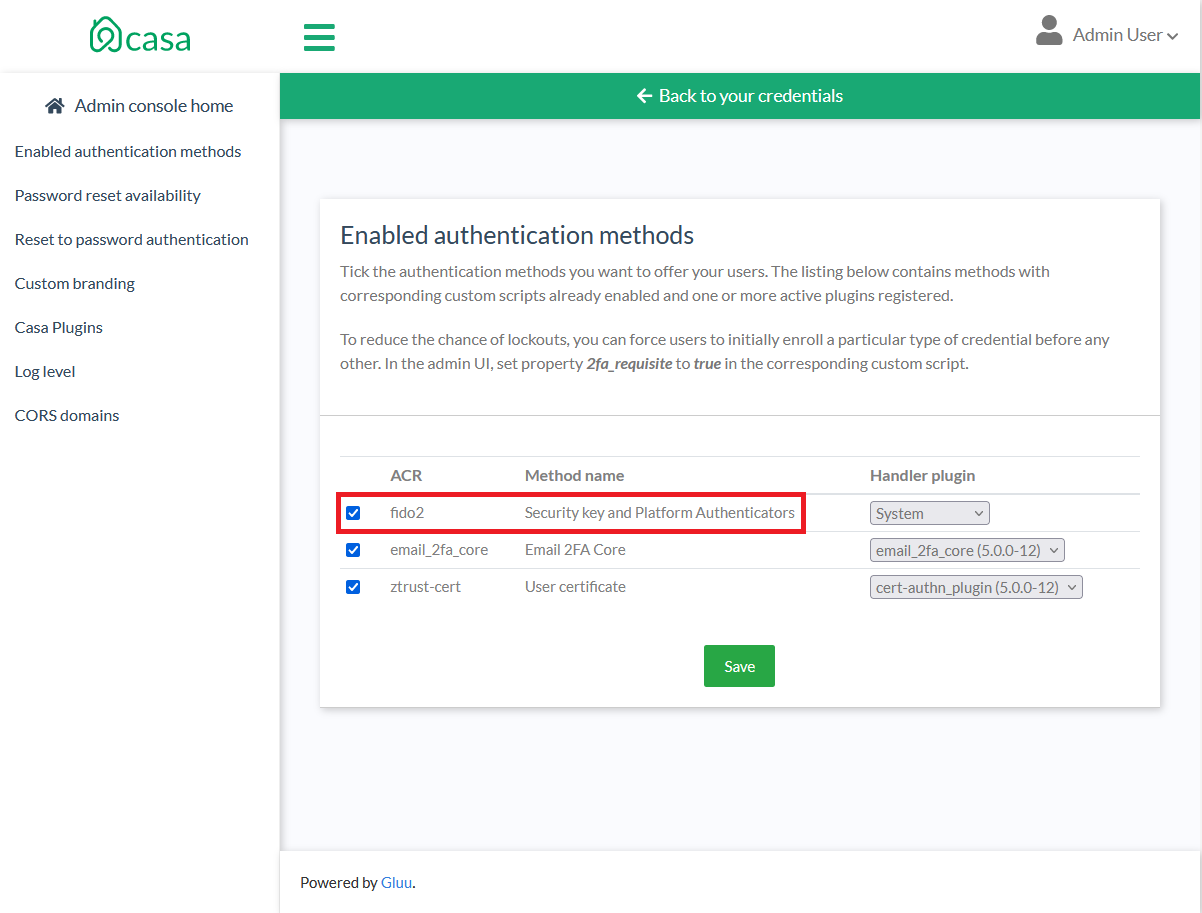 casa
Admin User
Admin console home
Back to your credentials
Enabled authentication methods
Password reset availability
Reset to password authentication
Custom branding
Casa Plugins
Log level
CORS domains
Enabled authentication methods
Tick the authentication methods you want to offer your users. The listing below contains methods with
corresponding custom scripts already enabled and one or more active plugins registered.
To reduce the chance of lockouts, you can force users to initially enroll a particular type of credential before any
other. In the admin UI, set property 2fa_requisite to true in the corresponding custom script.
ACR Method name Handler plugin
fido2 Security key and Platform Authenticators System
email_2fa_core Email 2FA Core email_2fa_core (5.0.0-12)
ztrust-cert User certificate cert-authn_plugin (5.0.0-12)
Save
Powered by Gluu.